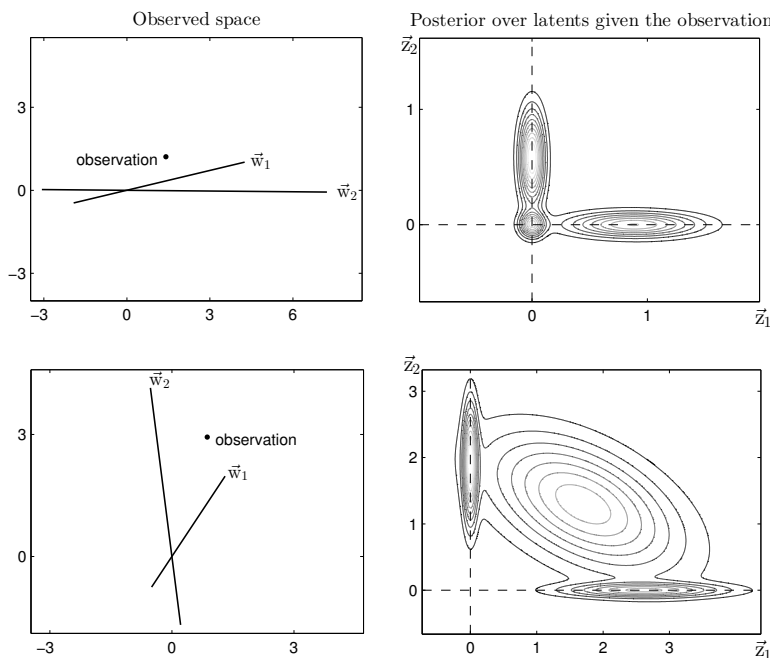 Observed space
Posterior over latents given the observation
3
0
−3
observation
w⃗₁
w⃗₂
−3 0 3 6
z⃗₂
1
0
0 1
z⃗₁
3
0
w⃗₂
observation
w⃗₁
−3 0 3
z⃗₂
3
2
1
0
0 1 2 3
z⃗₁